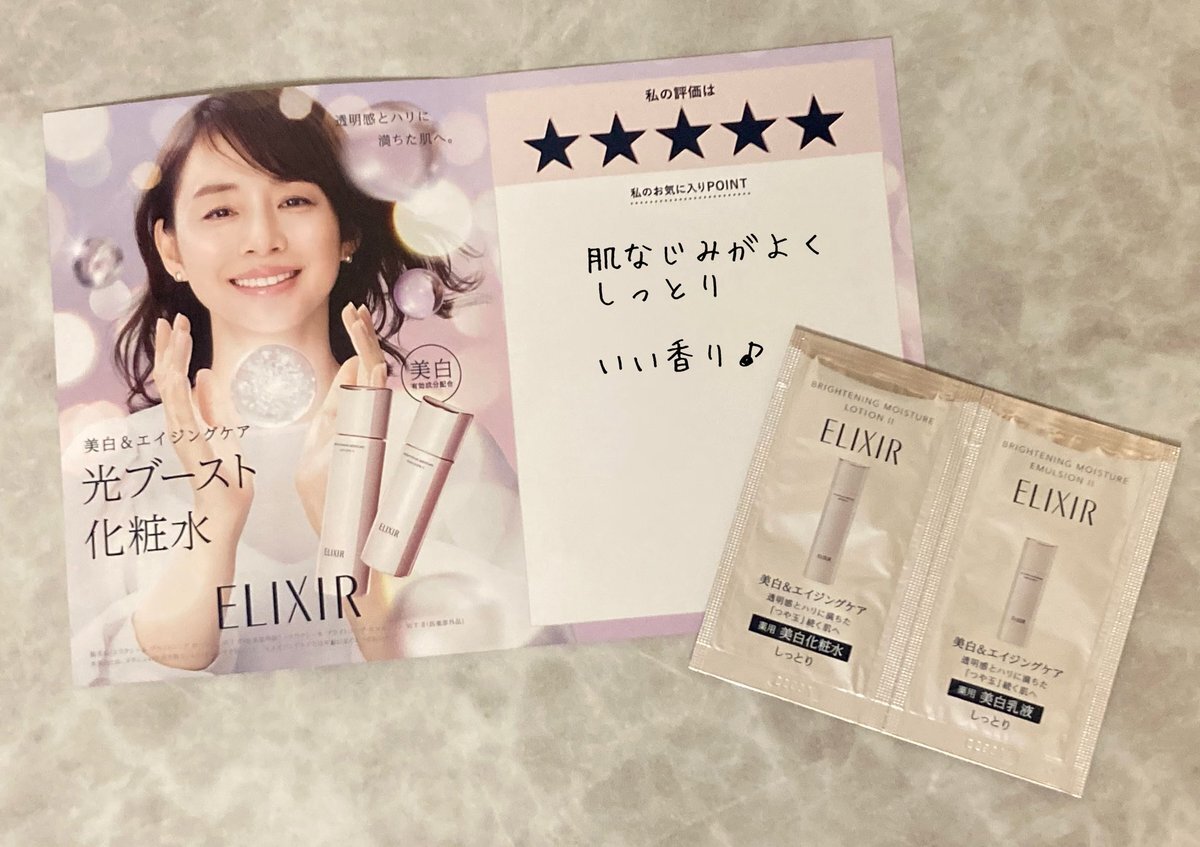 透明感とハリに
満ちた肌へ。
美白
有効成分配合
美白&エイジングケア
光ブースト
化粧水
ELIXIR
ELIXIR
ELIXIR
私の評価は
★★★★★
私のお気に入りPOINT
肌なじみがよく
しっとり
いい香り♪
BRIGHTENING MOISTURE
LOTION II
ELIXIR
美白&エイジングケア
透明感とハリに満ちた
「つや玉」続く肌へ
薬用 美白化粧水
しっとり
BRIGHTENING MOISTURE
EMULSION II
ELIXIR
美白&エイジングケア
透明感とハリに満ちた
「つや玉」続く肌へ
薬用 美白乳液
しっとり